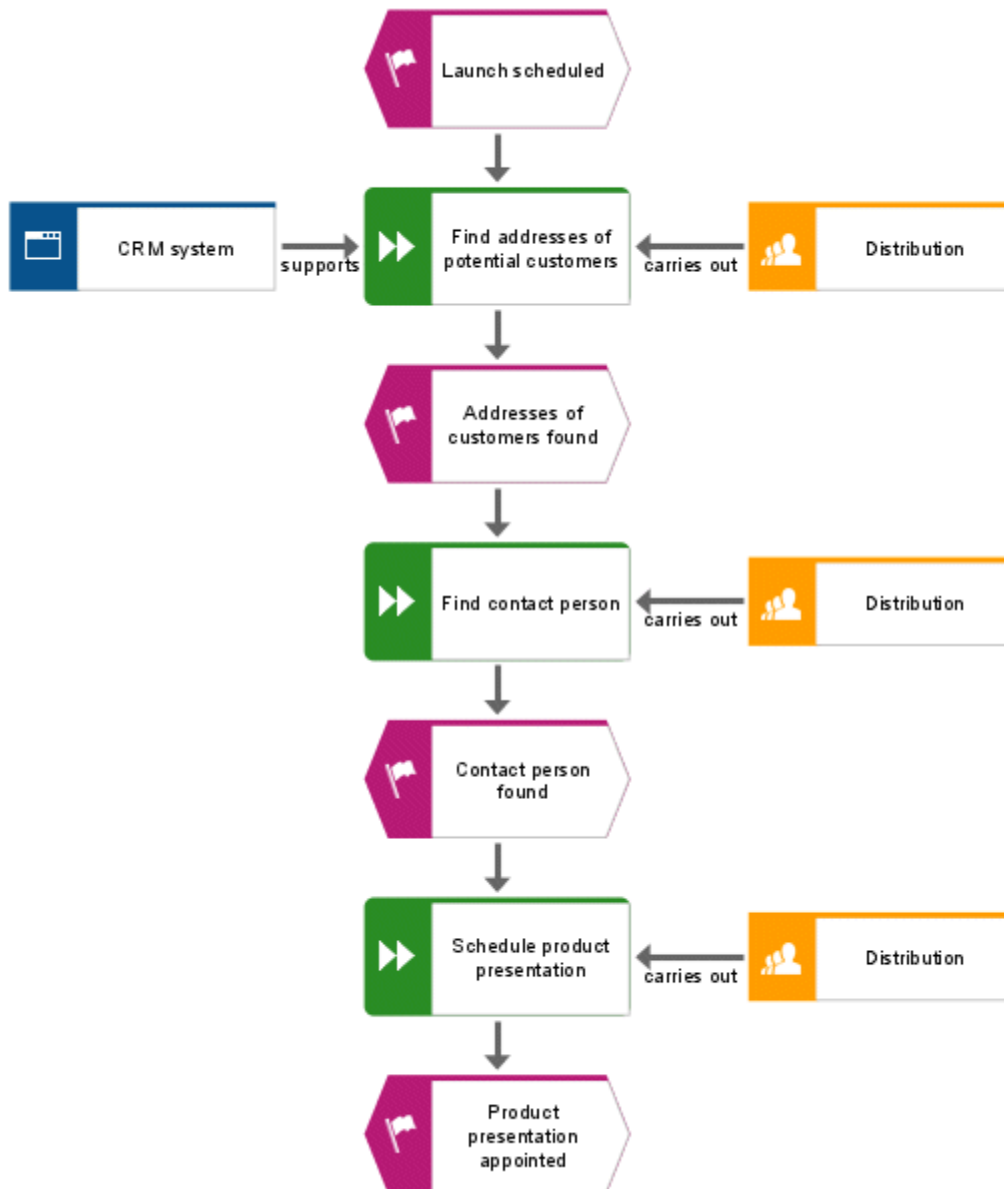 Launch scheduled
CRM system
supports
Find addresses of
potential customers
carries out
Distribution
Addresses of
customers found
Find contact person
carries out
Distribution
Contact person
found
Schedule product
presentation
carries out
Distribution
Product
presentation
appointed